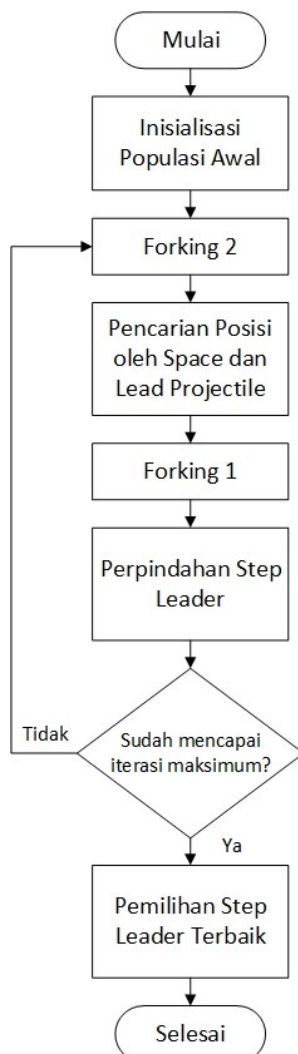 Mulai
Inisialisasi
Populasi Awal
Forking 2
Pencarian Posisi
oleh Space dan
Lead Projectile
Forking 1
Perpindahan Step
Leader
Tidak
Sudah mencapai
iterasi maksimum?
Ya
Pemilihan Step
Leader Terbaik
Selesai